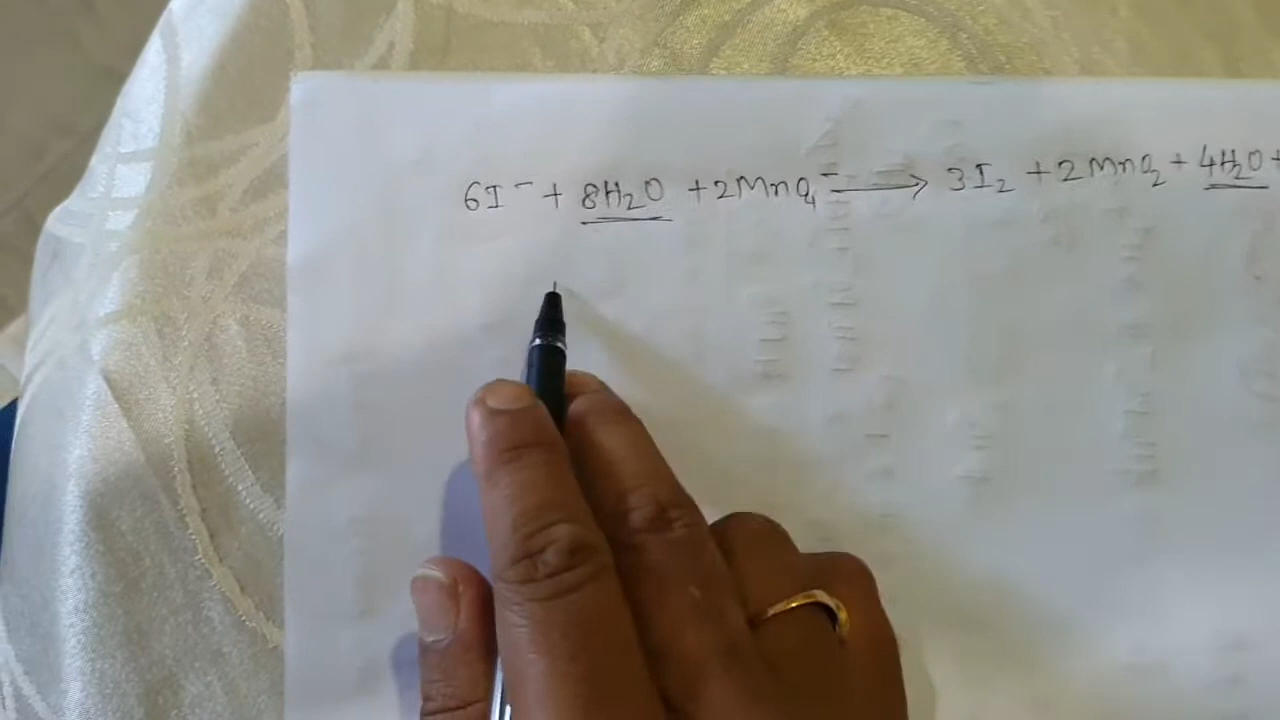 6I⁻ + 8H₂O + 2MnO₄⁻ ⟶ 3I₂ + 2MnO₂ + 4H₂O +